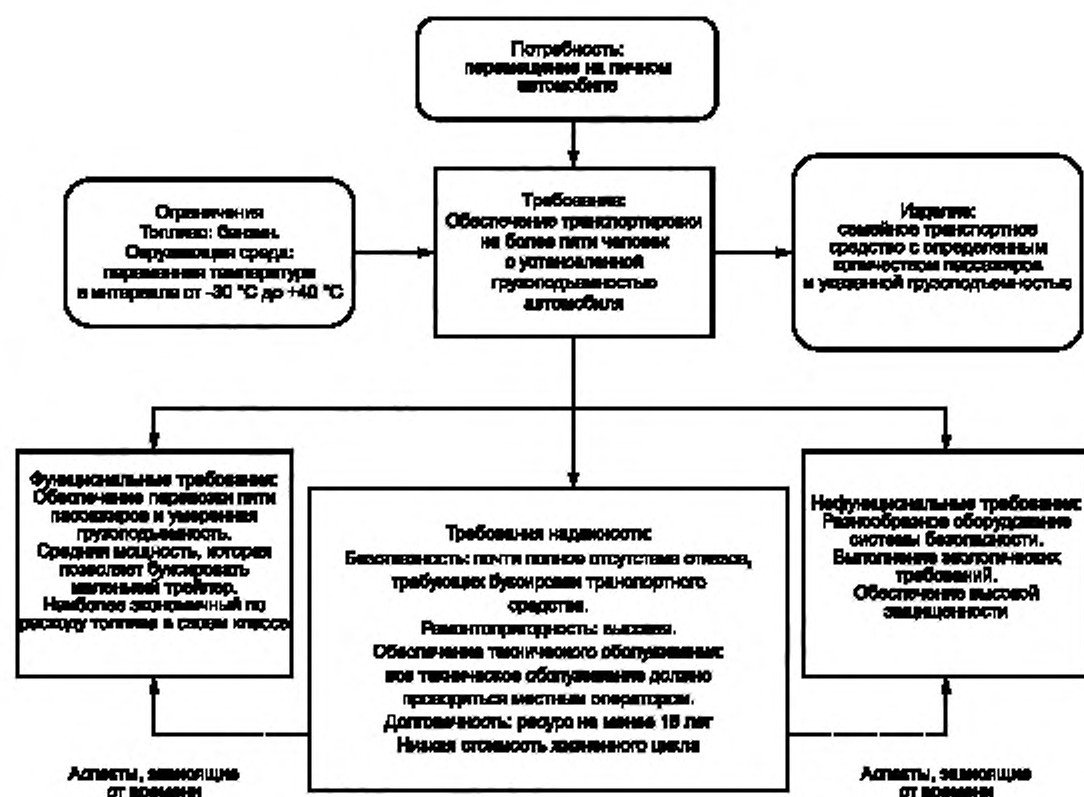 Потребность:
перемещение на личном
автомобиле
Ограничения
Топливо: бензин.
Окружающая среда:
переменная температура
в интервале от -30 °C до +40 °C
Требования:
Обеспечение транспортировки
не более пяти человек
с установленной
грузоподъемностью
автомобиля
Изделие:
семейное транспортное
средство с определенным
количеством пассажиров
и указанной грузоподъемностью
Функциональные требования:
Обеспечение перевозки пяти
пассажиров и умеренная
грузоподъемность.
Средняя мощность, которая
позволяет буксировать
маленький трейлер.
Наиболее экономичный по
расходу топлива в своем классе
Требования надежности:
Безотказность: почти полное отсутствие отказов,
требующих буксировки транспортного
средства.
Ремонтопригодность: высокая.
Обеспечение технического обслуживания:
все техническое обслуживание должно
проводиться местным оператором.
Долговечность: ресурс не менее 15 лет
Низкая стоимость жизненного цикла
Нефункциональные требования:
Разнообразное оборудование
системы безопасности.
Выполнение экологических
требований.
Обеспечение высокой
защищенности
Аспекты, зависящие
от времени
Аспекты, зависящие
от времени